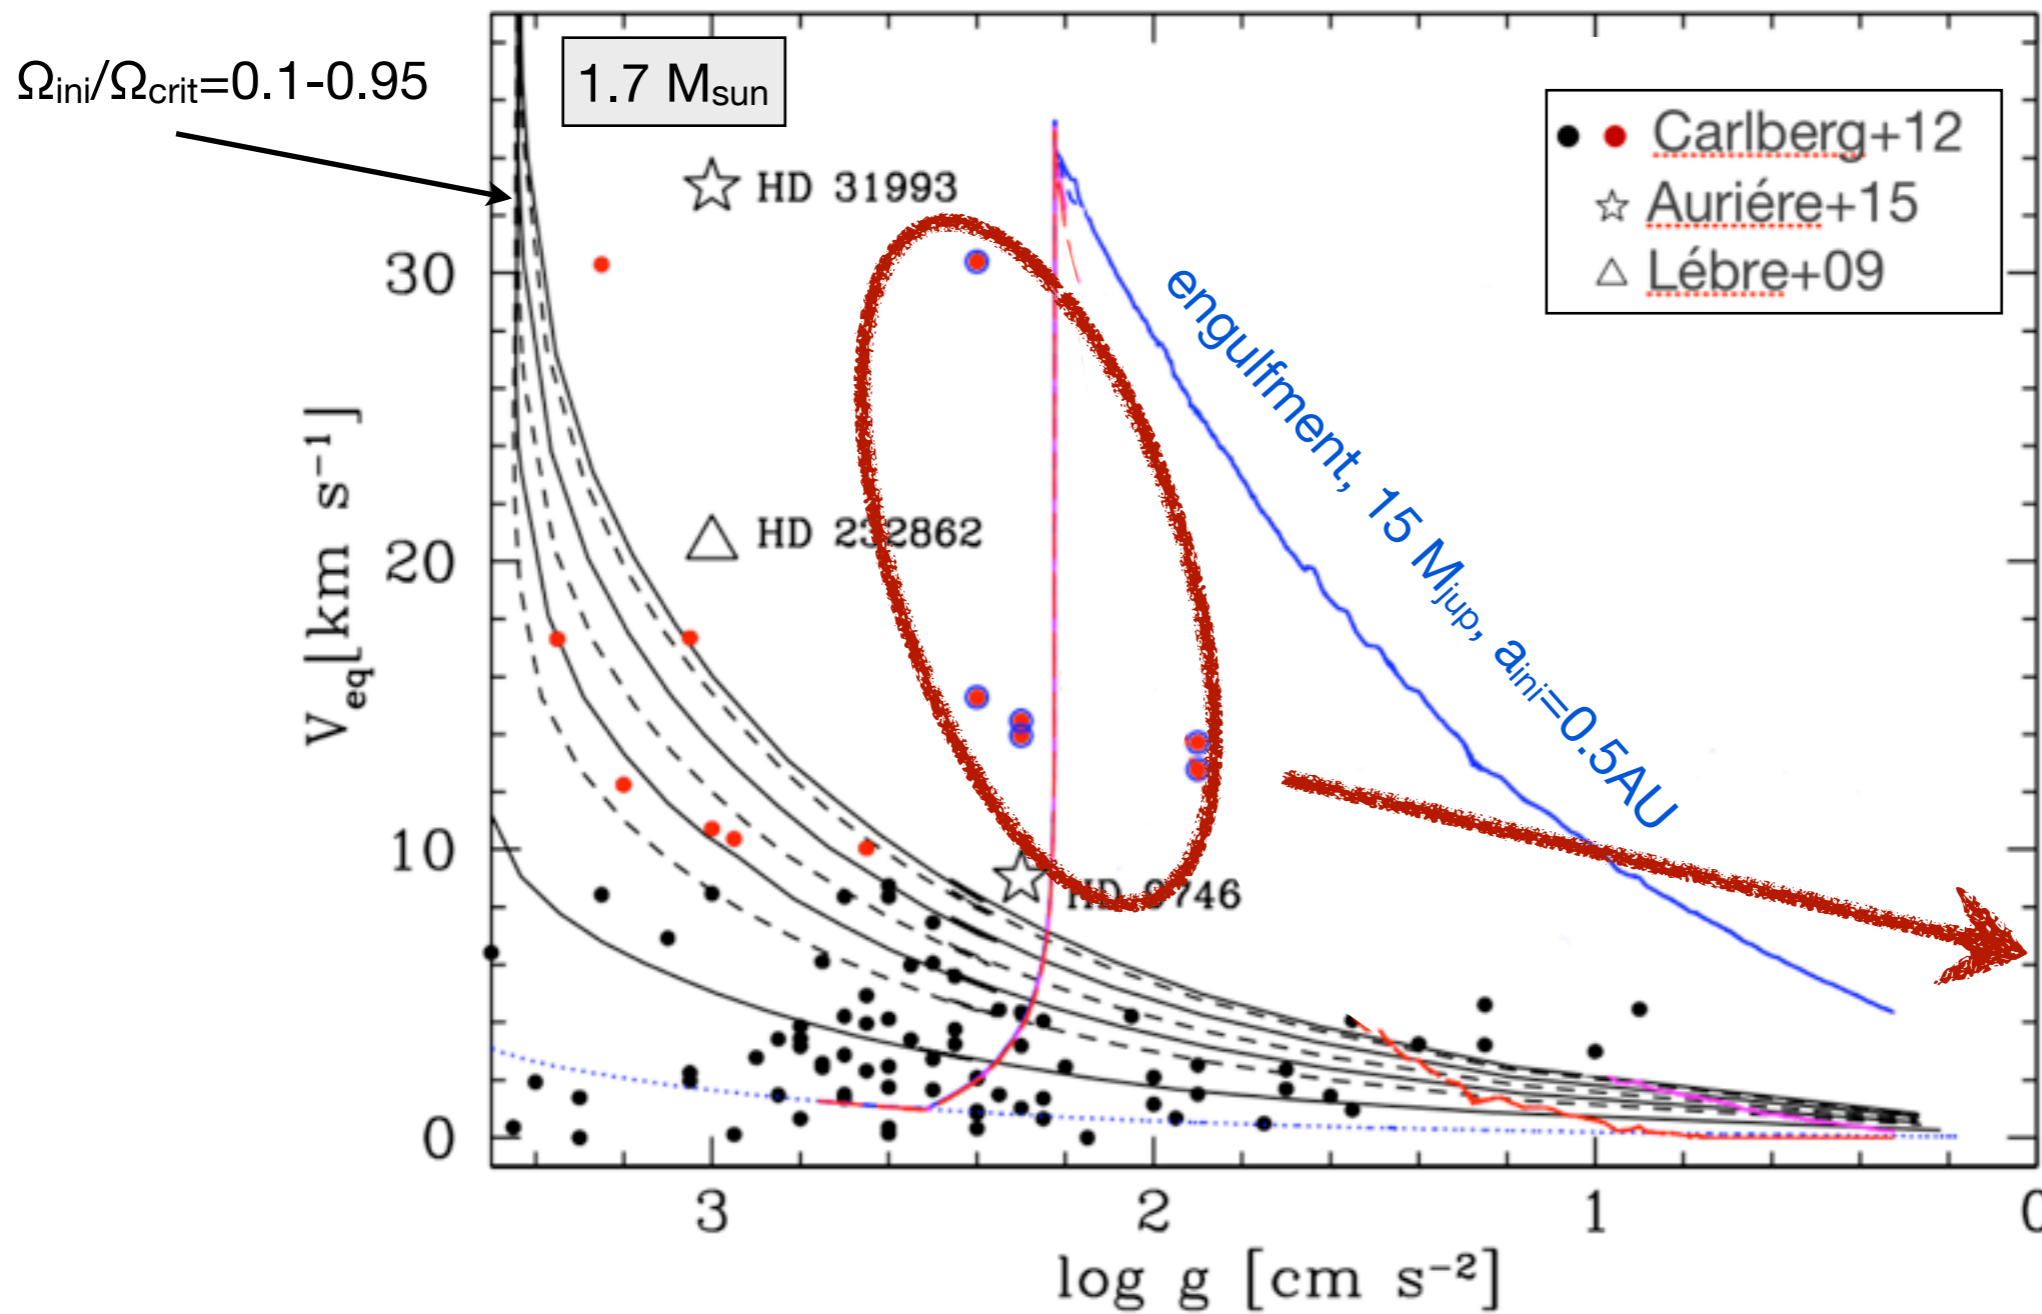 Ωini/Ωcrit=0.1-0.95
1.7 Msun
Carlberg+12
Auriére+15
Lébre+09
HD 31993
HD 232862
HD 9746
engulfment, 15 Mjup, aini=0.5AU
30
20
10
0
Veq[km s⁻¹]
3
2
1
0
log g [cm s⁻²]